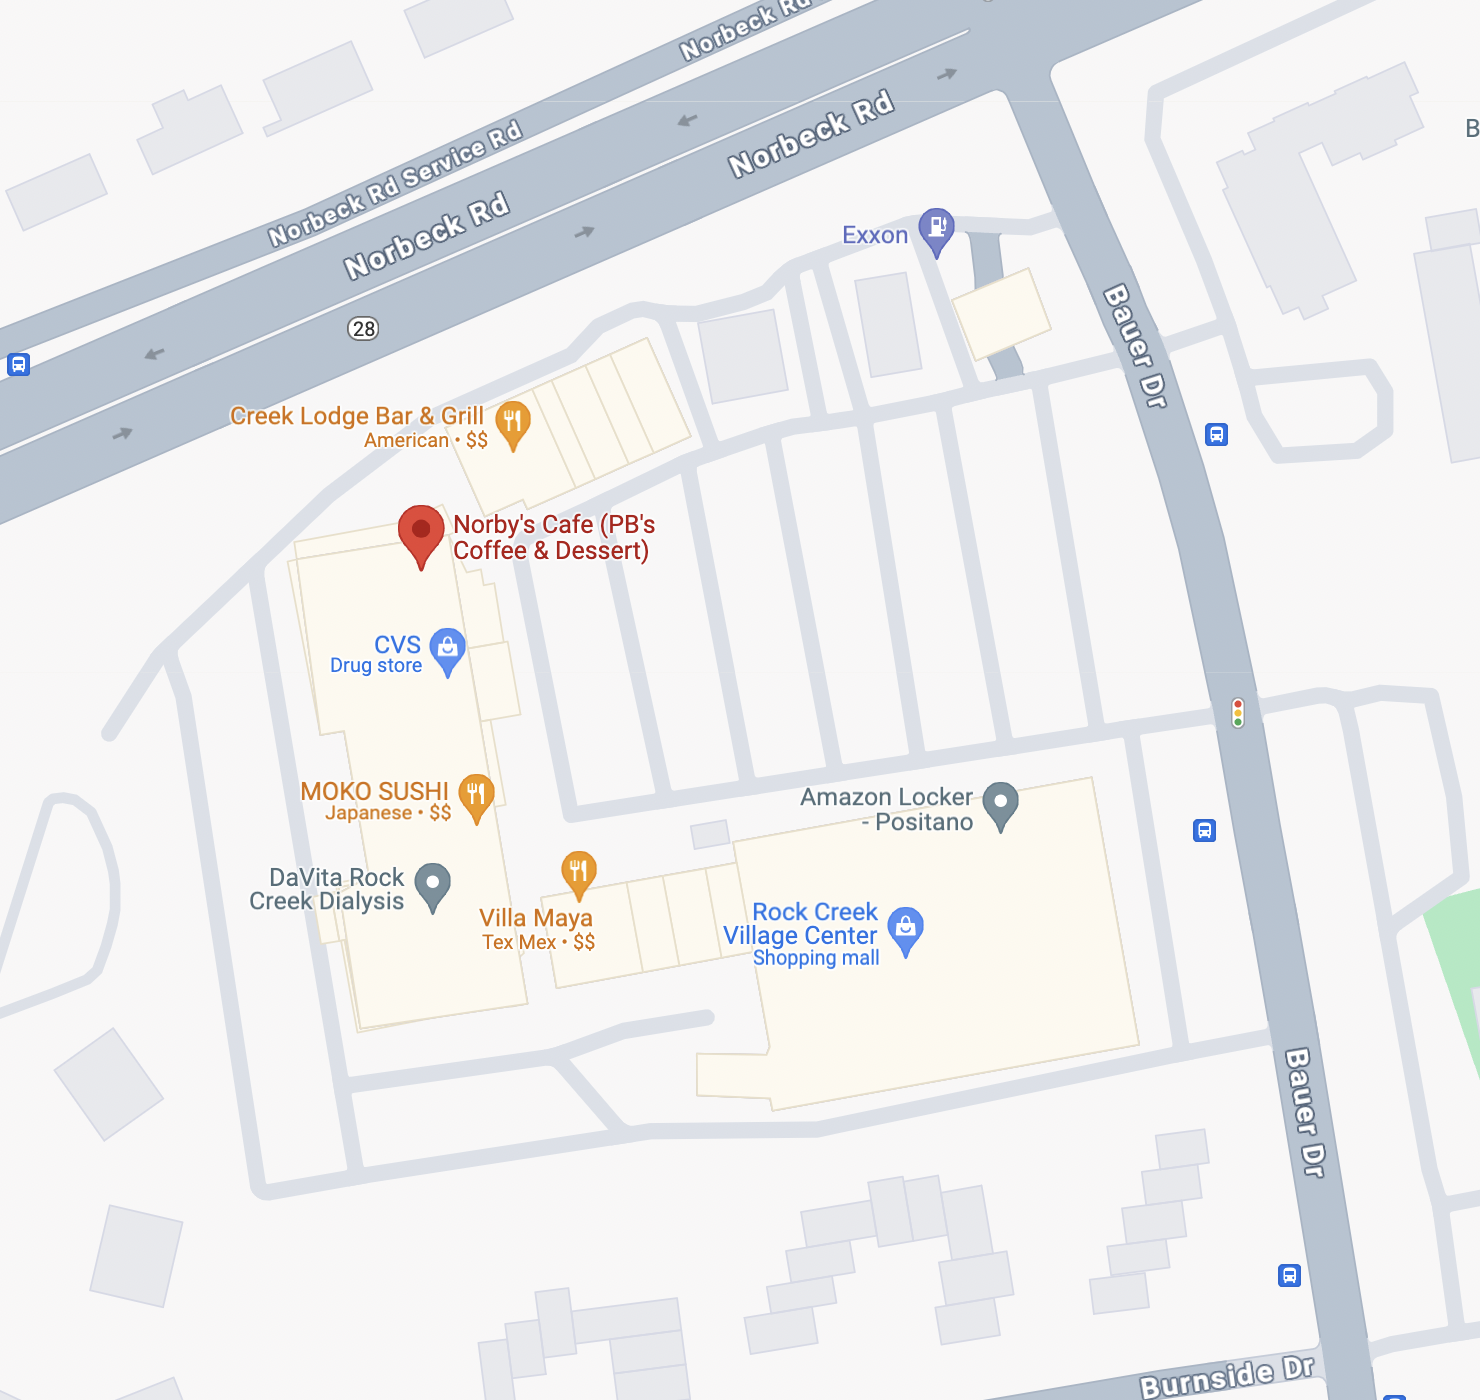 Norbeck Rd
Norbeck Rd
Norbeck Rd Service Rd
Norbeck Rd
28
B
Exxon
Bauer Dr
Creek Lodge Bar & Grill
American • $$
Norby's Cafe (PB's
Coffee & Dessert)
CVS
Drug store
MOKO SUSHI
Japanese • $$
Amazon Locker
- Positano
DaVita Rock
Creek Dialysis
Villa Maya
Tex Mex • $$
Rock Creek
Village Center
Shopping mall
Bauer Dr
Burnside Dr